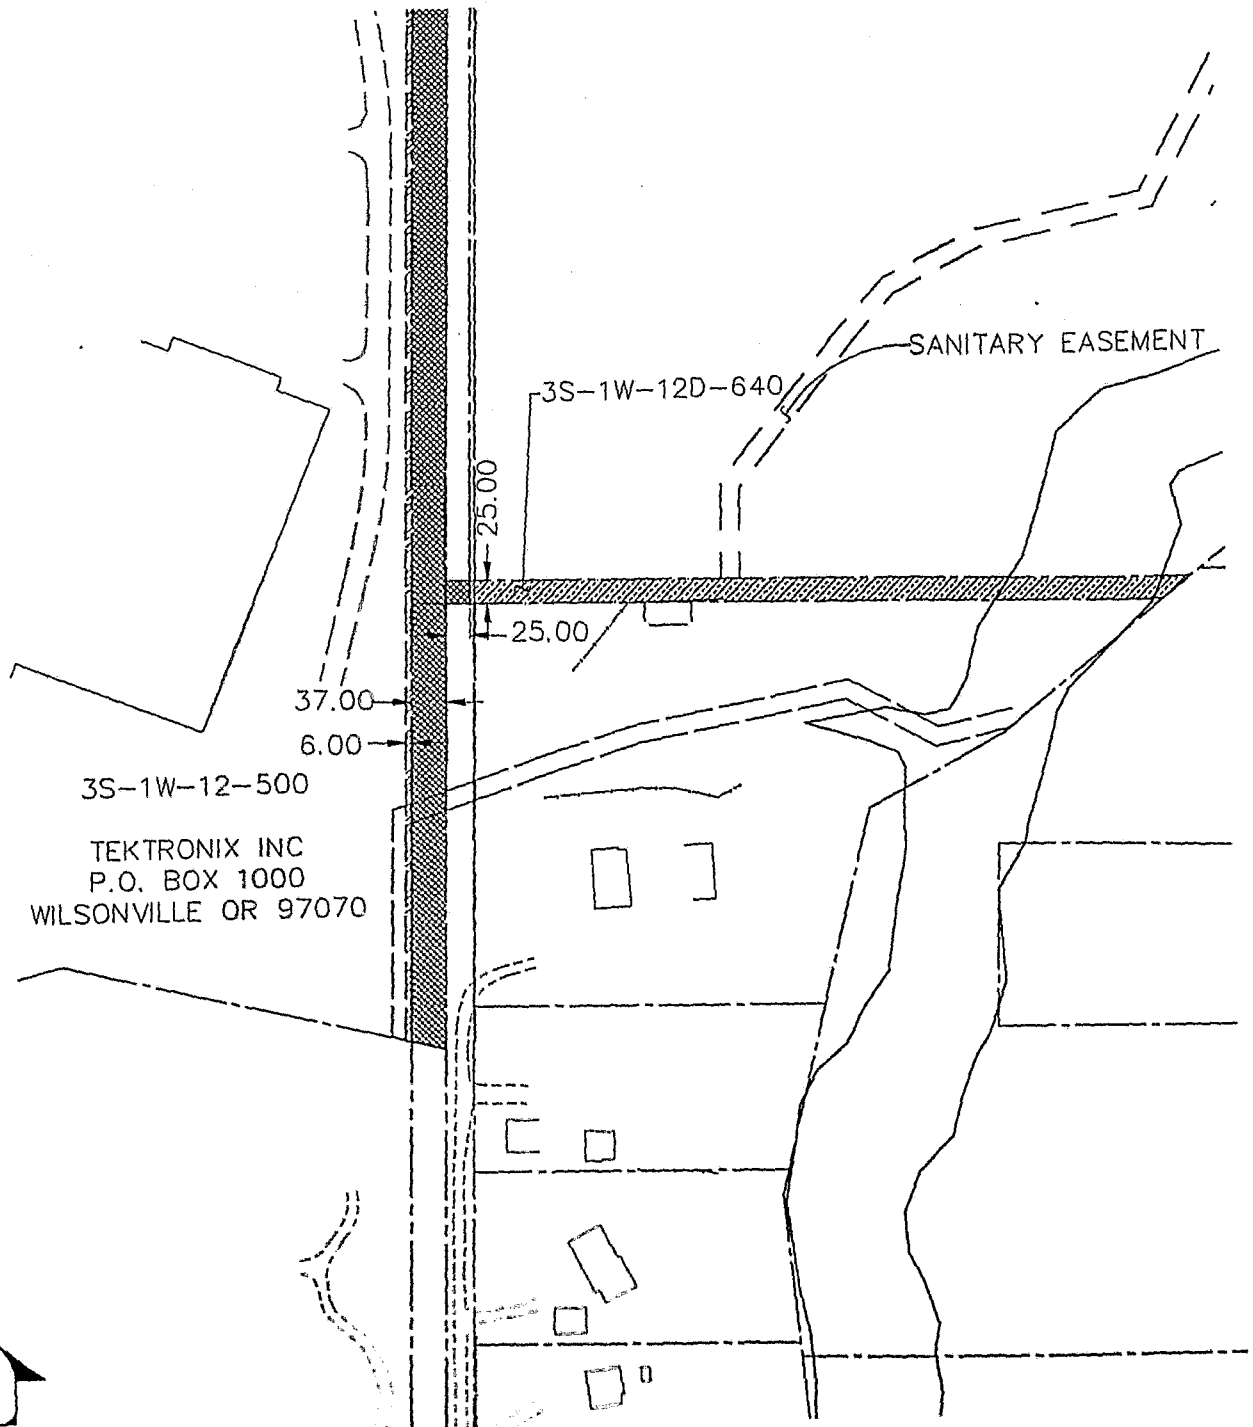 SANITARY EASEMENT
3S-1W-12D-640
25.00
25.00
37.00
6.00
3S-1W-12-500
TEKTRONIX INC
P.O. BOX 1000
WILSONVILLE OR 97070